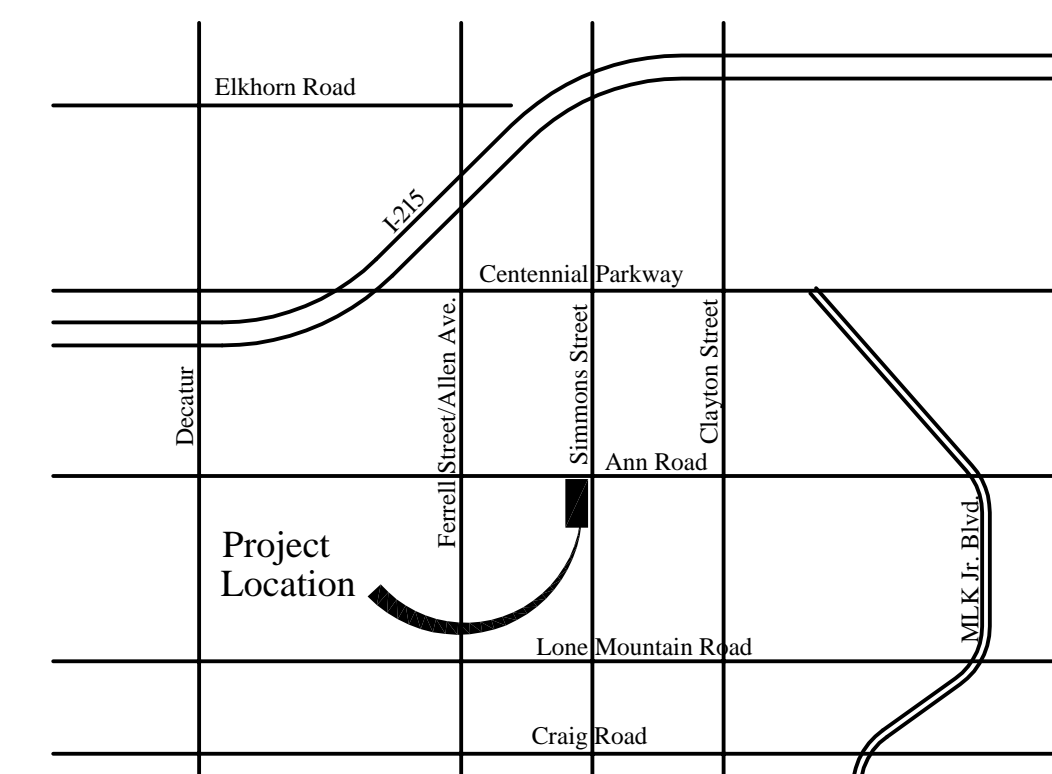 Elkhorn Road
I-215
Centennial Parkway
Decatur
Ferrell Street/Allen Ave.
Simmons Street
Clayton Street
Ann Road
Project
Location
MLK Jr. Blvd.
Lone Mountain Road
Craig Road